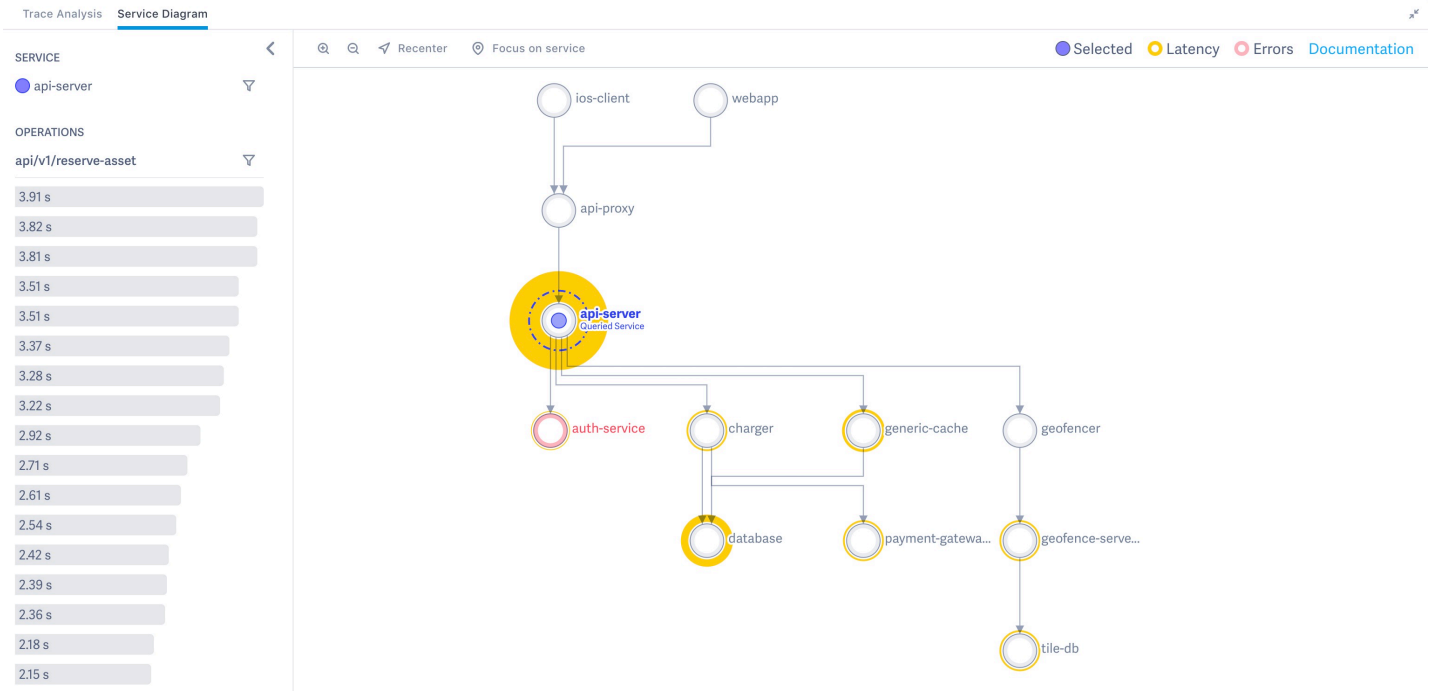 Trace Analysis
Service Diagram
SERVICE
api-server
OPERATIONS
api/v1/reserve-asset
3.91 s
3.82 s
3.81 s
3.51 s
3.51 s
3.37 s
3.28 s
3.22 s
2.92 s
2.71 s
2.61 s
2.54 s
2.42 s
2.39 s
2.36 s
2.18 s
2.15 s
Recenter
Focus on service
Selected
Latency
Errors
Documentation
ios-client
webapp
api-proxy
api-server
Queried Service
auth-service
charger
generic-cache
geofencer
database
payment-gatewa...
geofence-serve...
tile-db